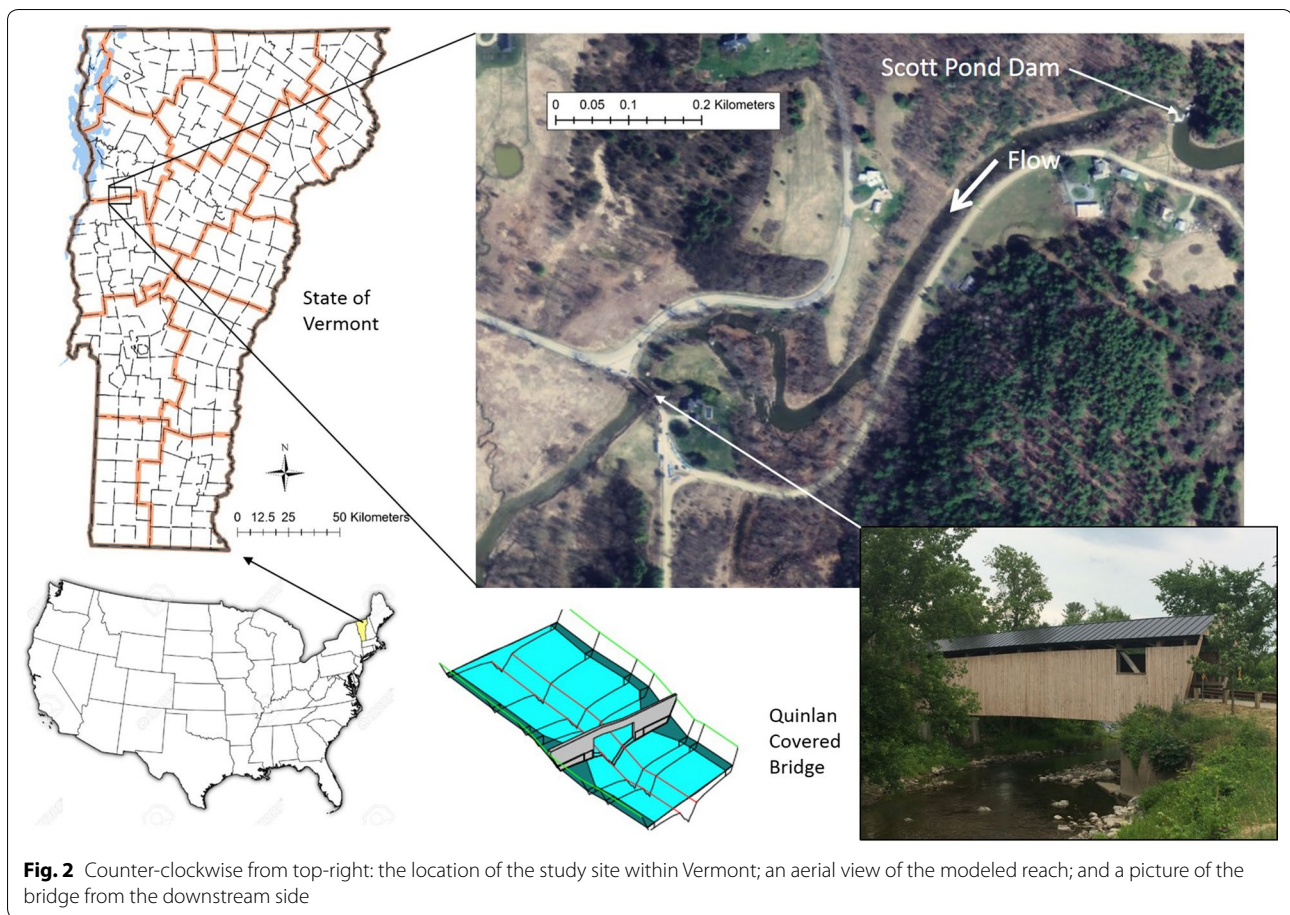 Scott Pond Dam
0 0.05 0.1 0.2 Kilometers
Flow
State of
Vermont
N
0 12.5 25 50 Kilometers
Quinlan
Covered
Bridge
Fig. 2 Counter-clockwise from top-right: the location of the study site within Vermont; an aerial view of the modeled reach; and a picture of the
bridge from the downstream side